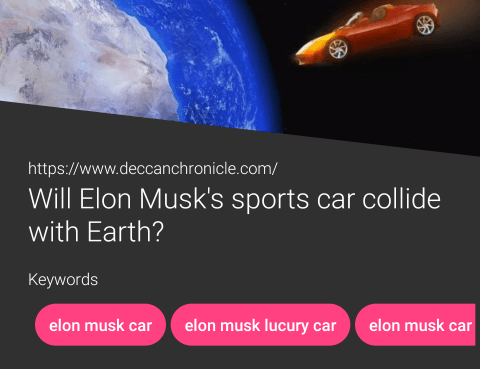 https://www.deccanchronicle.com/
Will Elon Musk's sports car collide
with Earth?
Keywords
elon musk car
elon musk lucury car
elon musk car